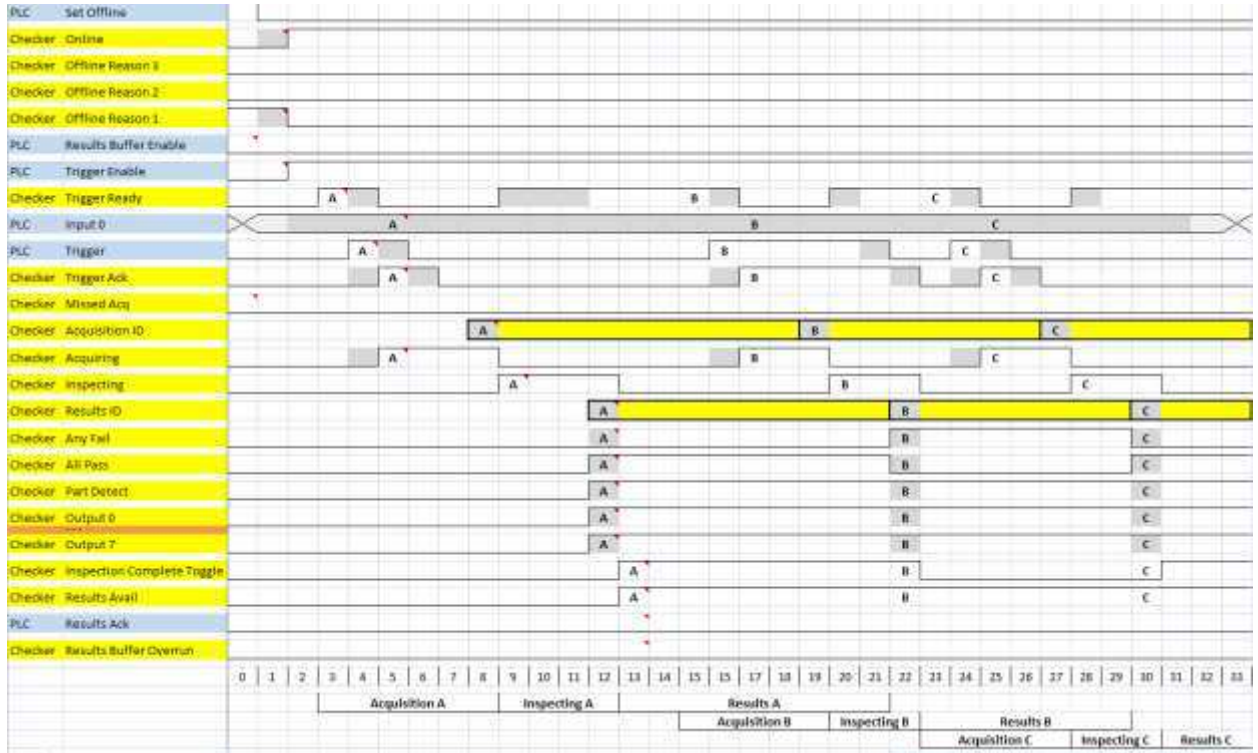 PLC Set Offline
Checker Online
Checker Offline Reason 3
Checker Offline Reason 2
Checker Offline Reason 1
PLC Results Buffer Enable
PLC Trigger Enable
Checker Trigger Ready A B C
PLC Input 0 A B C
PLC Trigger A B C
Checker Trigger Ack A B C
Checker Missed Acq
Checker Acquisition ID A B C
Checker Acquiring A B C
Checker Inspecting A B C
Checker Results ID A B C
Checker Any Fail A B C
Checker All Pass A B C
Checker Part Detect A B C
Checker Output 0 A B C
Checker Output 7 A B C
Checker Inspection Complete Toggle A B C
Checker Results Avail A B C
PLC Results Ack
Checker Results Buffer Overrun
0 1 2 3 4 5 6 7 8 9 10 11 12 13 14 15 15 17 18 19 20 21 22 23 24 25 26 27 28 29 30 31 32 33
Acquisition A Inspecting A Results A
Acquisition B Inspecting B Results B
Acquisition C Inspecting C Results C